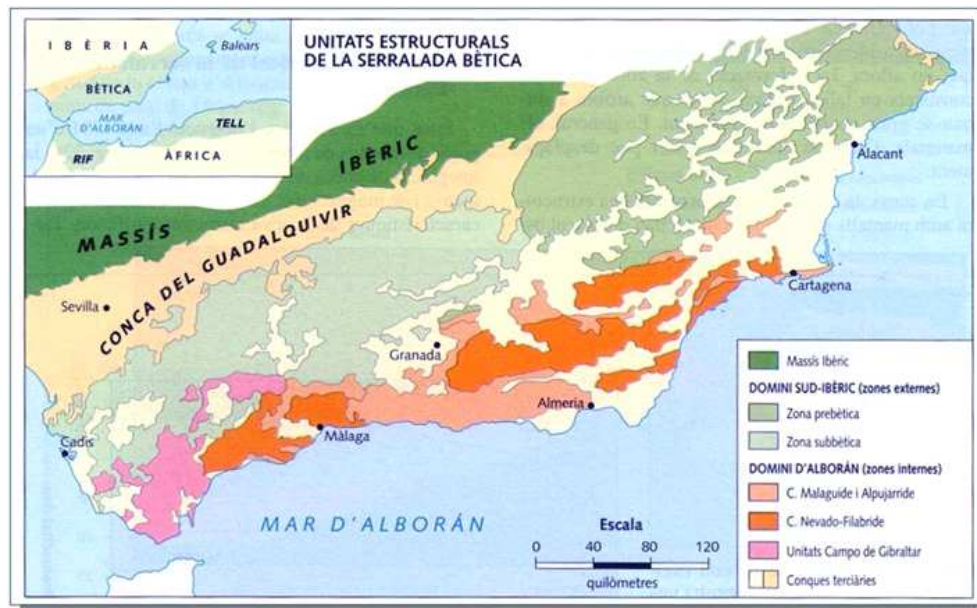 IBÈRIA
Balears
BÈTICA
MAR
D'ALBORÁN
TELL
RIF
ÀFRICA
UNITATS ESTRUCTURALS
DE LA SERRALADA BÈTICA
MASSÍS IBÈRIC
CONCA DEL GUADALQUIVIR
Alacant
Sevilla
Cartagena
Granada
Almeria
Màlaga
Cadis
MAR D'ALBORÁN
Escala
0 40 80 120
quilòmetres
Massís Ibèric
DOMINI SUD-IBÈRIC (zones externes)
Zona prebètica
Zona subbètica
DOMINI D'ALBORÁN (zones internes)
C. Malaguide i Alpujarride
C. Nevado-Filabride
Unitats Campo de Gibraltar
Conques terciàries